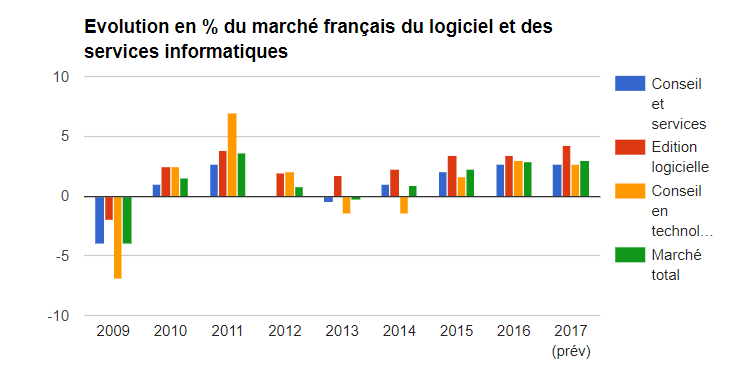 Evolution en % du marché français du logiciel et des
services informatiques
10
5
0
-5
-10
2009
2010
2011
2012
2013
2014
2015
2016
2017
(prév)
Conseil
et
services
Edition
logicielle
Conseil
en
technol...
Marché
total